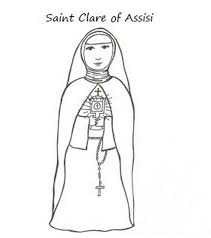 Saint Clare of Assisi